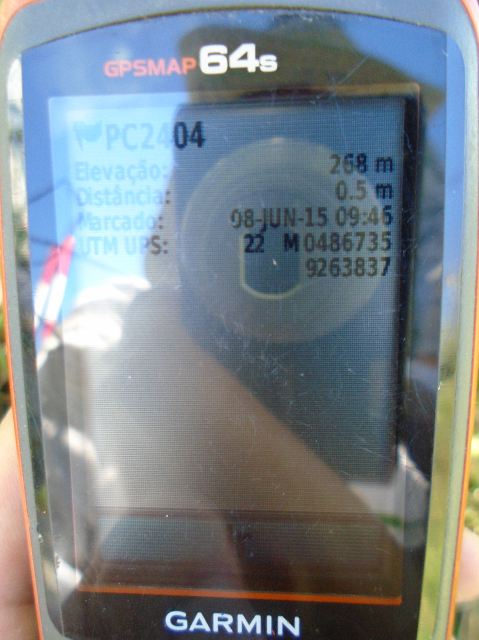 GPSMAP 64s
PC2404
Elevação: 268 m
Distância: 0.5 m
Marcado: 08-JUN-15 09:46
UTM UPS: 22 M 0486735
9263837
GARMIN